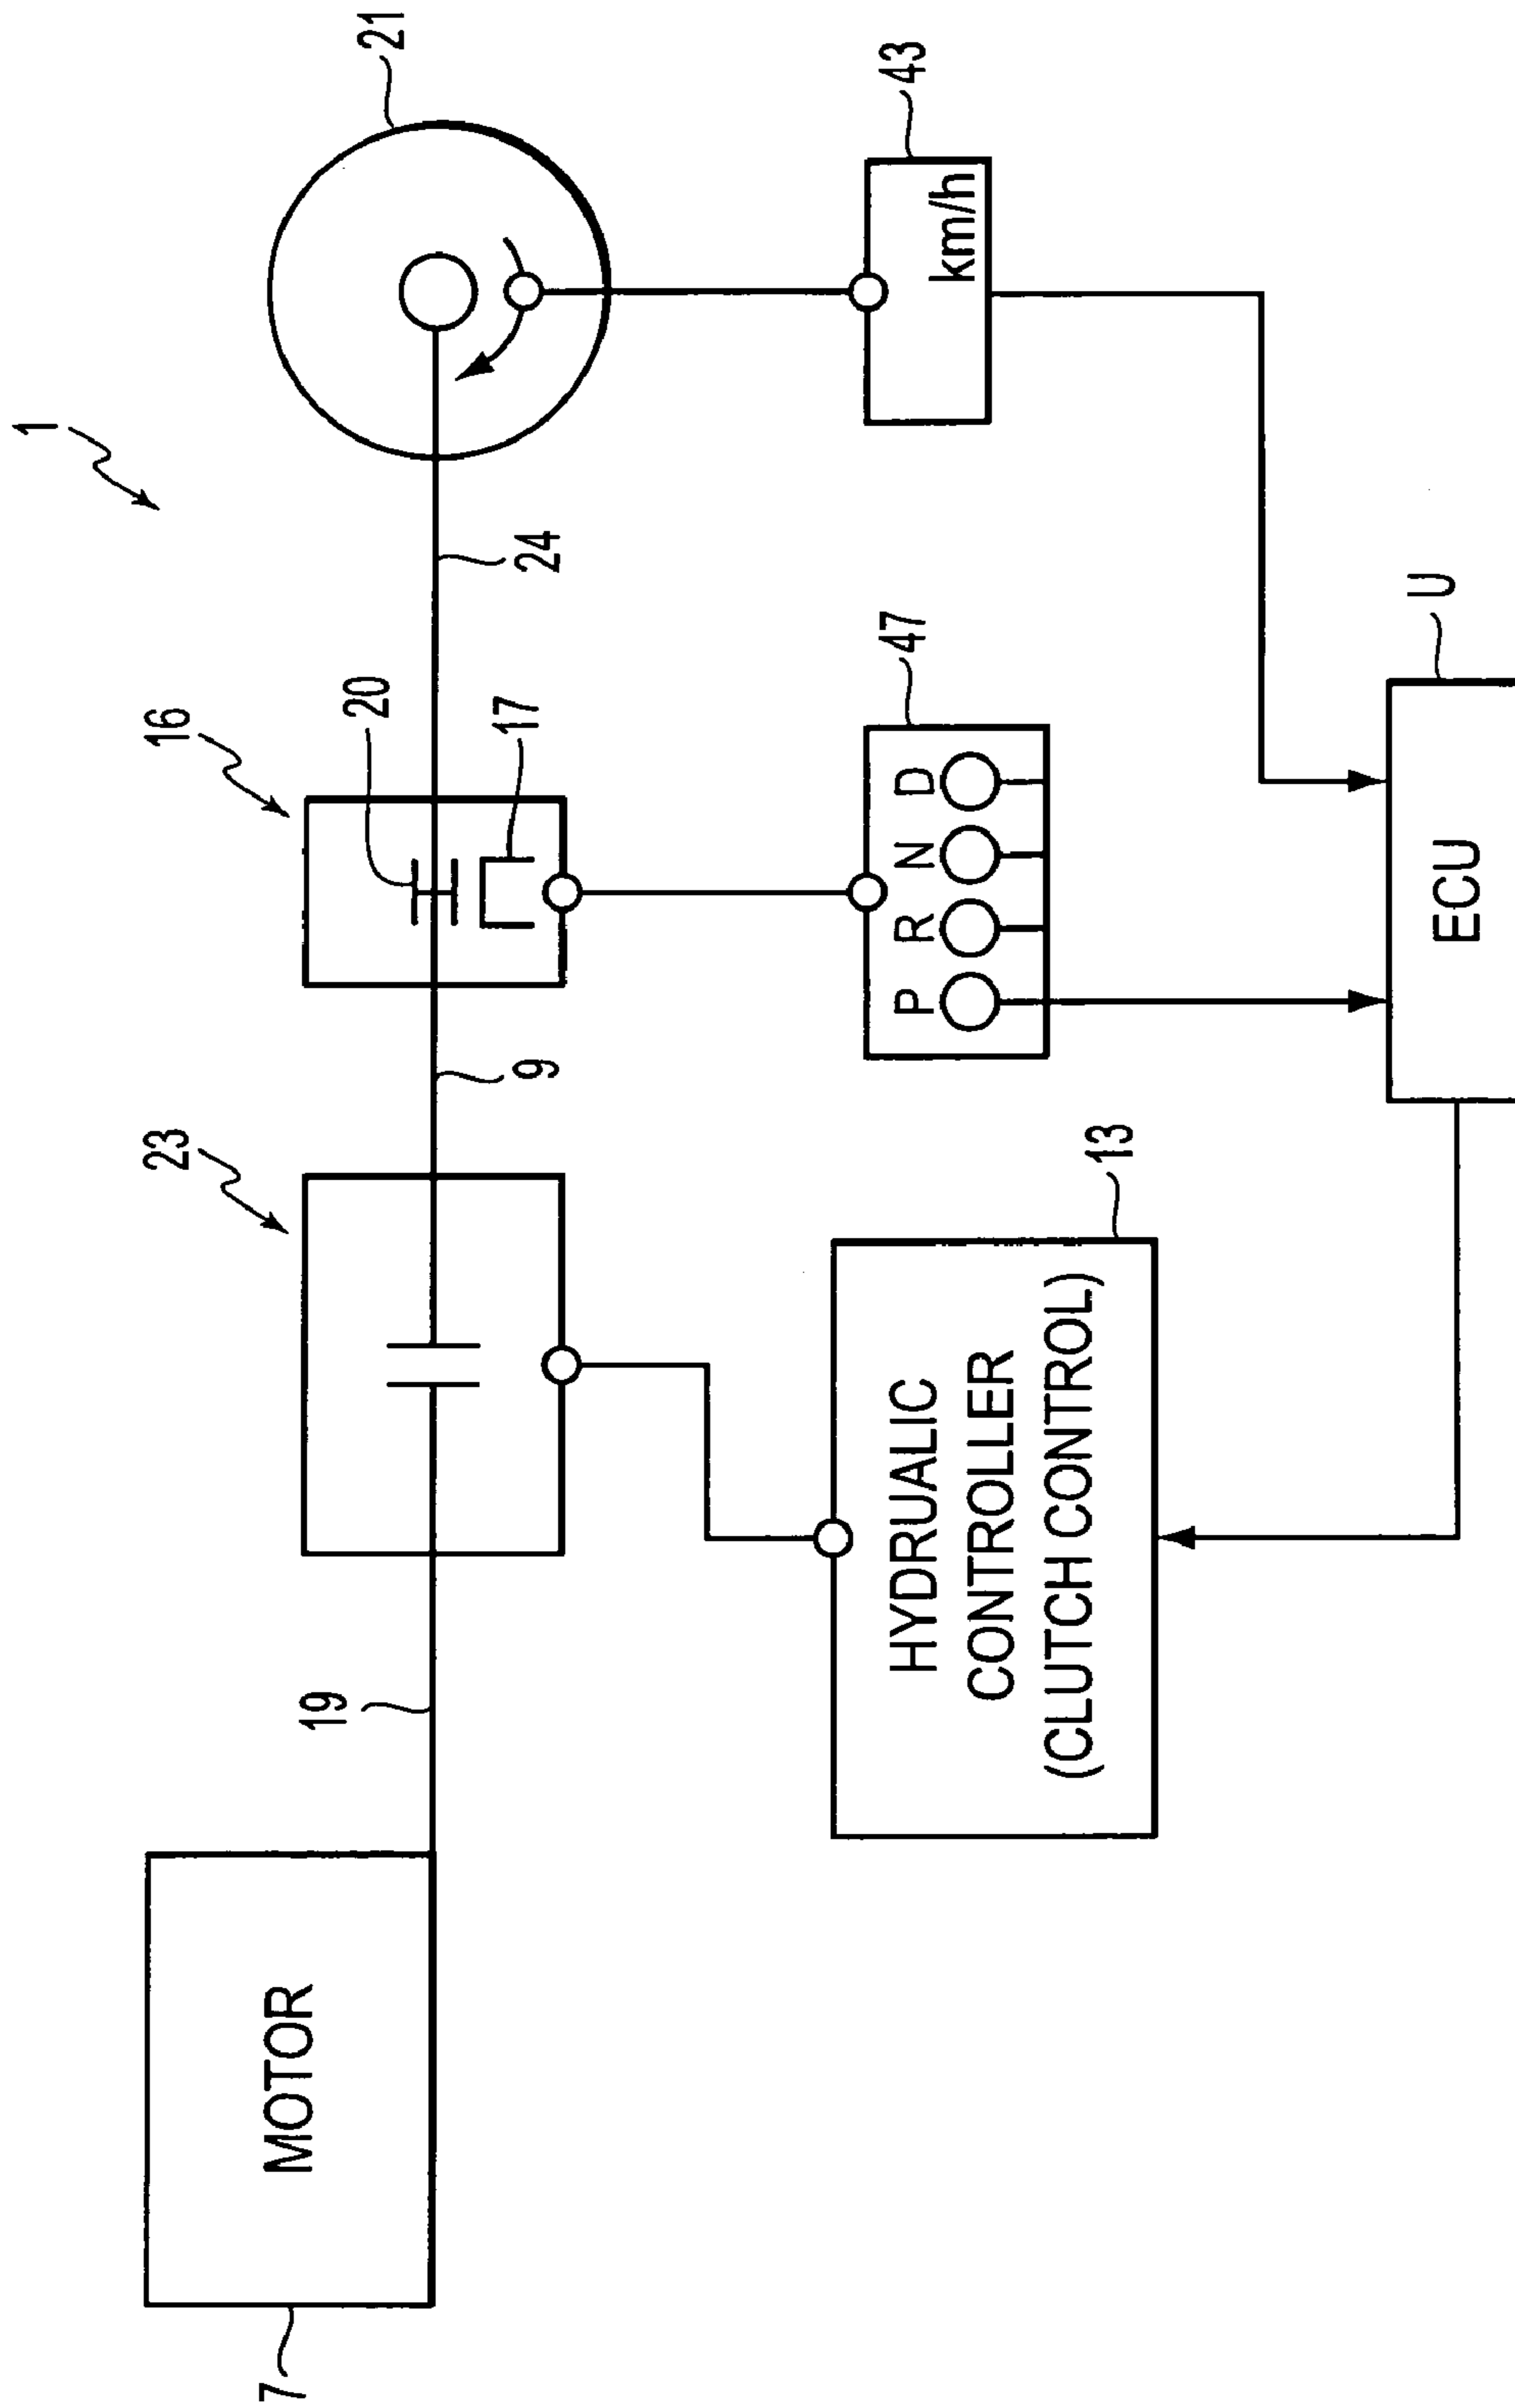 1
21
16
20
23
24
17
19
9
MOTOR
7
47
P R N D
43
km/h
HYDRUALIC
CONTROLLER
(CLUTCH CONTROL)
13
U
ECU